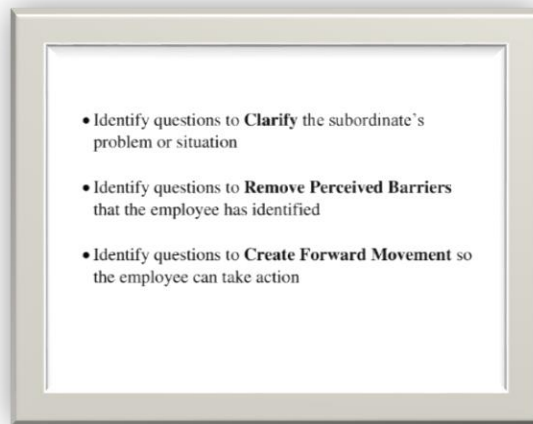 • Identify questions to Clarify the subordinate's
problem or situation
• Identify questions to Remove Perceived Barriers
that the employee has identified
• Identify questions to Create Forward Movement so
the employee can take action